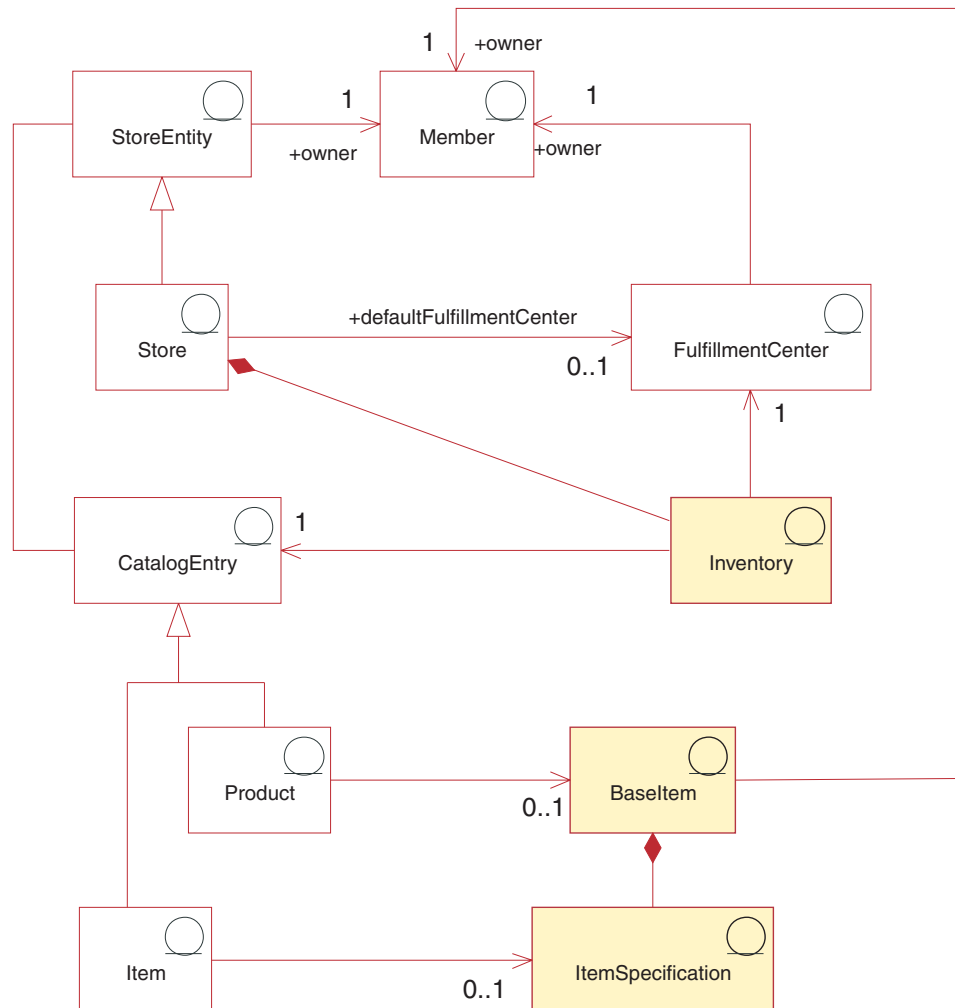 1
+owner
StoreEntity
1
+owner
Member
1
+owner
Store
+defaultFulfillmentCenter
0..1
FulfillmentCenter
1
CatalogEntry
1
Inventory
Product
0..1
BaseItem
Item
0..1
ItemSpecification